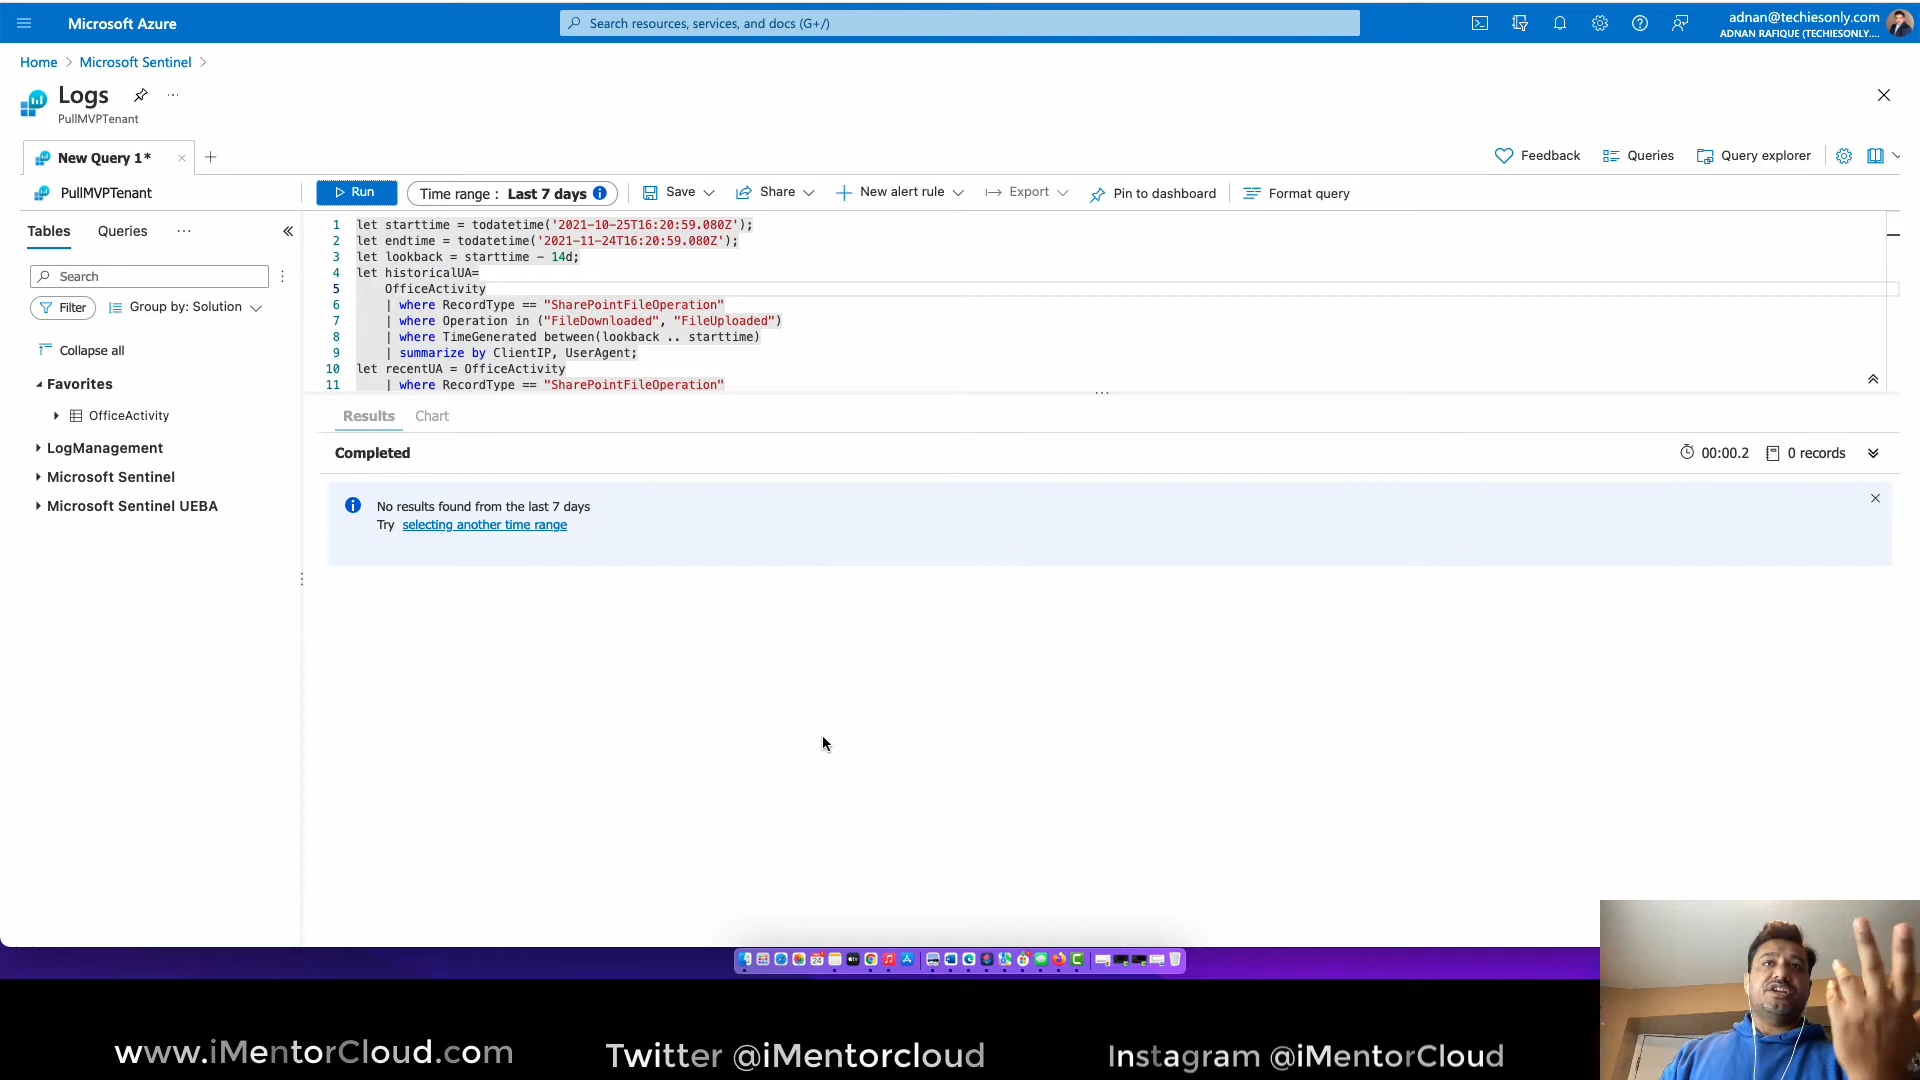 Microsoft Azure
Search resources, services, and docs (G+/)
adnan@techiesonly.com
ADNAN RAFIQUE (TECHIESONLY....
Home > Microsoft Sentinel >
Logs
PullMVPTenant
New Query 1*
Feedback
Queries
Query explorer
PullMVPTenant
Run
Time range : Last 7 days
Save
Share
New alert rule
Export
Pin to dashboard
Format query
Tables
Queries
Search
Filter
Group by: Solution
Collapse all
Favorites
OfficeActivity
LogManagement
Microsoft Sentinel
Microsoft Sentinel UEBA
1 let starttime = todatetime('2021-10-25T16:20:59.080Z');
2 let endtime = todatetime('2021-11-24T16:20:59.080Z');
3 let lookback = starttime - 14d;
4 let historicalUA=
5 OfficeActivity
6 | where RecordType == "SharePointFileOperation"
7 | where Operation in ("FileDownloaded", "FileUploaded")
8 | where TimeGenerated between(lookback .. starttime)
9 | summarize by ClientIP, UserAgent;
10 let recentUA = OfficeActivity
11 | where RecordType == "SharePointFileOperation"
Results
Chart
Completed
00:00.2
0 records
No results found from the last 7 days
Try selecting another time range
www.iMentorCloud.com
Twitter @iMentorcloud
Instagram @iMentorCloud